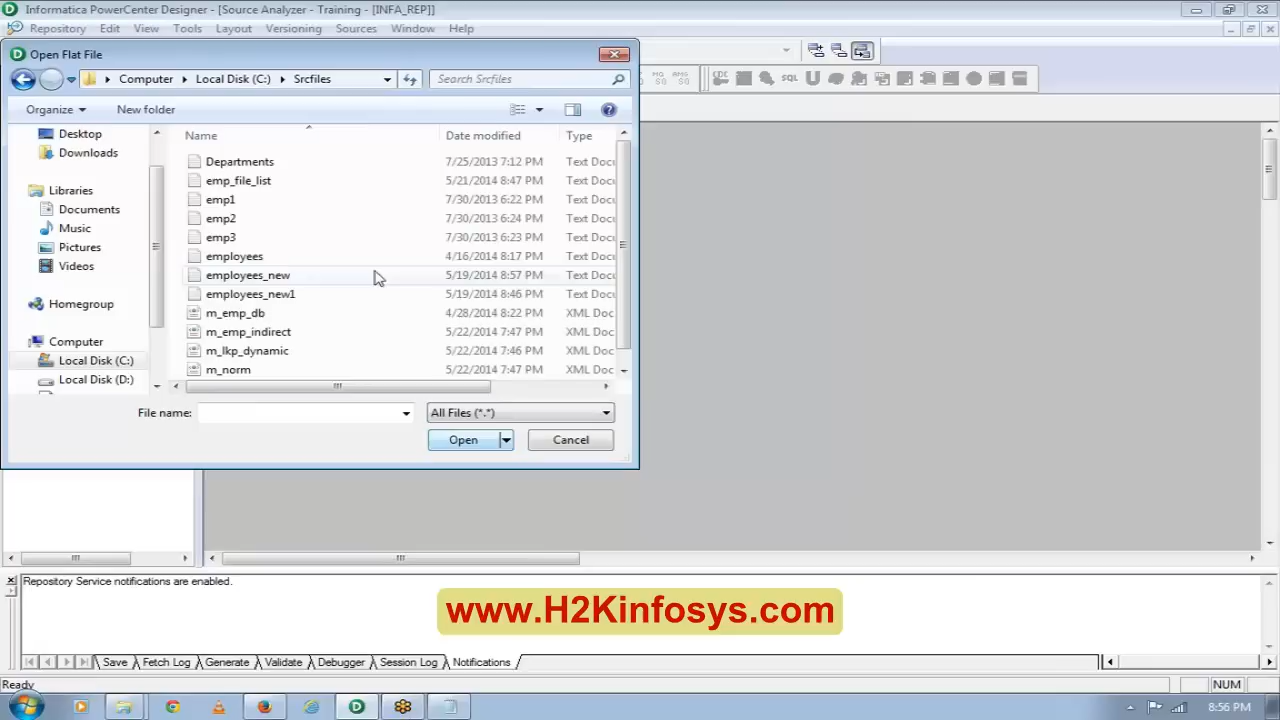 Informatica PowerCenter Designer - [Source Analyzer - Training - [INFA_REP]]
Repository Edit View Tools Layout Versioning Sources Window Help
Open Flat File
Computer Local Disk (C:) Srcfiles Search Srcfiles
Organize New folder
SQL
Desktop
Downloads
Libraries
Documents
Music
Pictures
Videos
Homegroup
Computer
Local Disk (C:)
Local Disk (D:)
Name Date modified Type
Departments 7/25/2013 7:12 PM Text Docu
emp_file_list 5/21/2014 8:47 PM Text Docu
emp1 7/30/2013 6:22 PM Text Docu
emp2 7/30/2013 6:24 PM Text Docu
emp3 7/30/2013 6:23 PM Text Docu
employees 4/16/2014 8:17 PM Text Docu
employees_new 5/19/2014 8:57 PM Text Docu
employees_new1 5/19/2014 8:46 PM Text Docu
m_emp_db 4/28/2014 8:22 PM XML Doc
m_emp_indirect 5/22/2014 7:47 PM XML Doc
m_lkp_dynamic 5/22/2014 7:46 PM XML Doc
m_norm 5/22/2014 7:47 PM XML Doc
File name: All Files (*.*)
Open Cancel
Repository Service notifications are enabled.
www.H2Kinfosys.com
Save Fetch Log Generate Validate Debugger Session Log Notifications
Ready NUM
8:56 PM